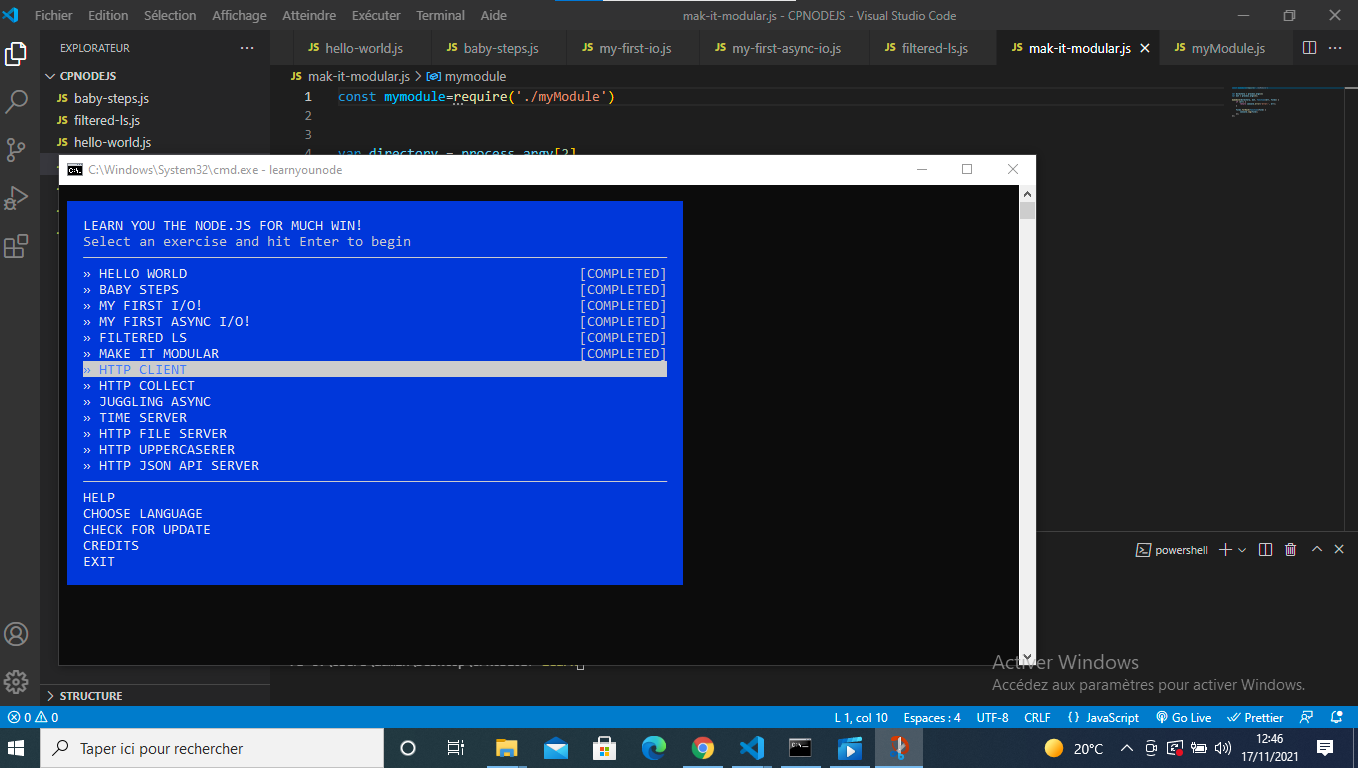 Fichier Edition Sélection Affichage Atteindre Exécuter Terminal Aide
mak-it-modular.js - CPNODEJS - Visual Studio Code
EXPLORATEUR
JS hello-world.js
JS baby-steps.js
JS my-first-io.js
JS my-first-async-io.js
JS filtered-ls.js
JS mak-it-modular.js
JS myModule.js
CPNODEJS
JS baby-steps.js
JS filtered-ls.js
JS hello-world.js
JS mak-it-modular.js > mymodule
1 const mymodule=require('./myModule')
2
3
4 var directory = process.argv[2]
C:\Windows\System32\cmd.exe - learnyounode
LEARN YOU THE NODE.JS FOR MUCH WIN!
Select an exercise and hit Enter to begin
» HELLO WORLD [COMPLETED]
» BABY STEPS [COMPLETED]
» MY FIRST I/O! [COMPLETED]
» MY FIRST ASYNC I/O! [COMPLETED]
» FILTERED LS [COMPLETED]
» MAKE IT MODULAR [COMPLETED]
» HTTP CLIENT
» HTTP COLLECT
» JUGGLING ASYNC
» TIME SERVER
» HTTP FILE SERVER
» HTTP UPPERCASERER
» HTTP JSON API SERVER
HELP
CHOOSE LANGUAGE
CHECK FOR UPDATE
CREDITS
EXIT
powershell
Activer Windows
Accédez aux paramètres pour activer Windows.
STRUCTURE
0 0
L 1, col 10 Espaces : 4 UTF-8 CRLF {} JavaScript Go Live Prettier
Taper ici pour rechercher
20°C
12:46
17/11/2021